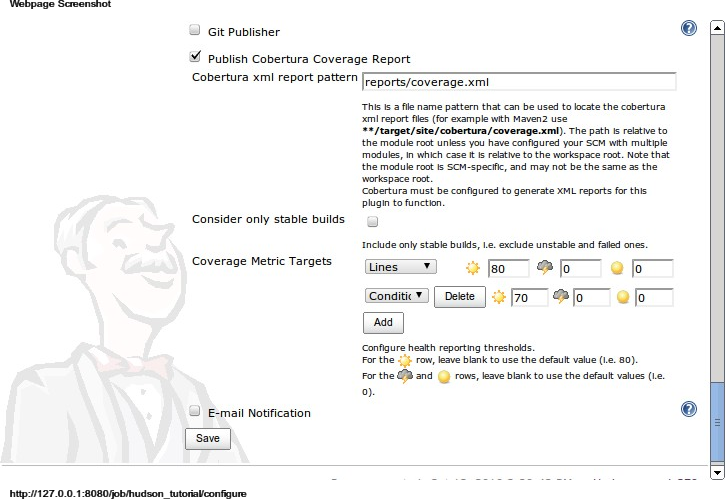 Webpage Screenshot
Git Publisher
Publish Cobertura Coverage Report
Cobertura xml report pattern reports/coverage.xml
This is a file name pattern that can be used to locate the cobertura
xml report files (for example with Maven2 use
**/target/site/cobertura/coverage.xml). The path is relative to
the module root unless you have configured your SCM with multiple
modules, in which case it is relative to the workspace root. Note that
the module root is SCM-specific, and may not be the same as the
workspace root.
Cobertura must be configured to generate XML reports for this
plugin to function.
Consider only stable builds
Include only stable builds, i.e. exclude unstable and failed ones.
Coverage Metric Targets Lines 80 0 0
Conditic Delete 70 0 0
Add
Configure health reporting thresholds.
For the row, leave blank to use the default value (i.e. 80).
For the and rows, leave blank to use the default values (i.e.
0).
E-mail Notification
Save
http://127.0.0.1:8080/job/hudson_tutorial/configure